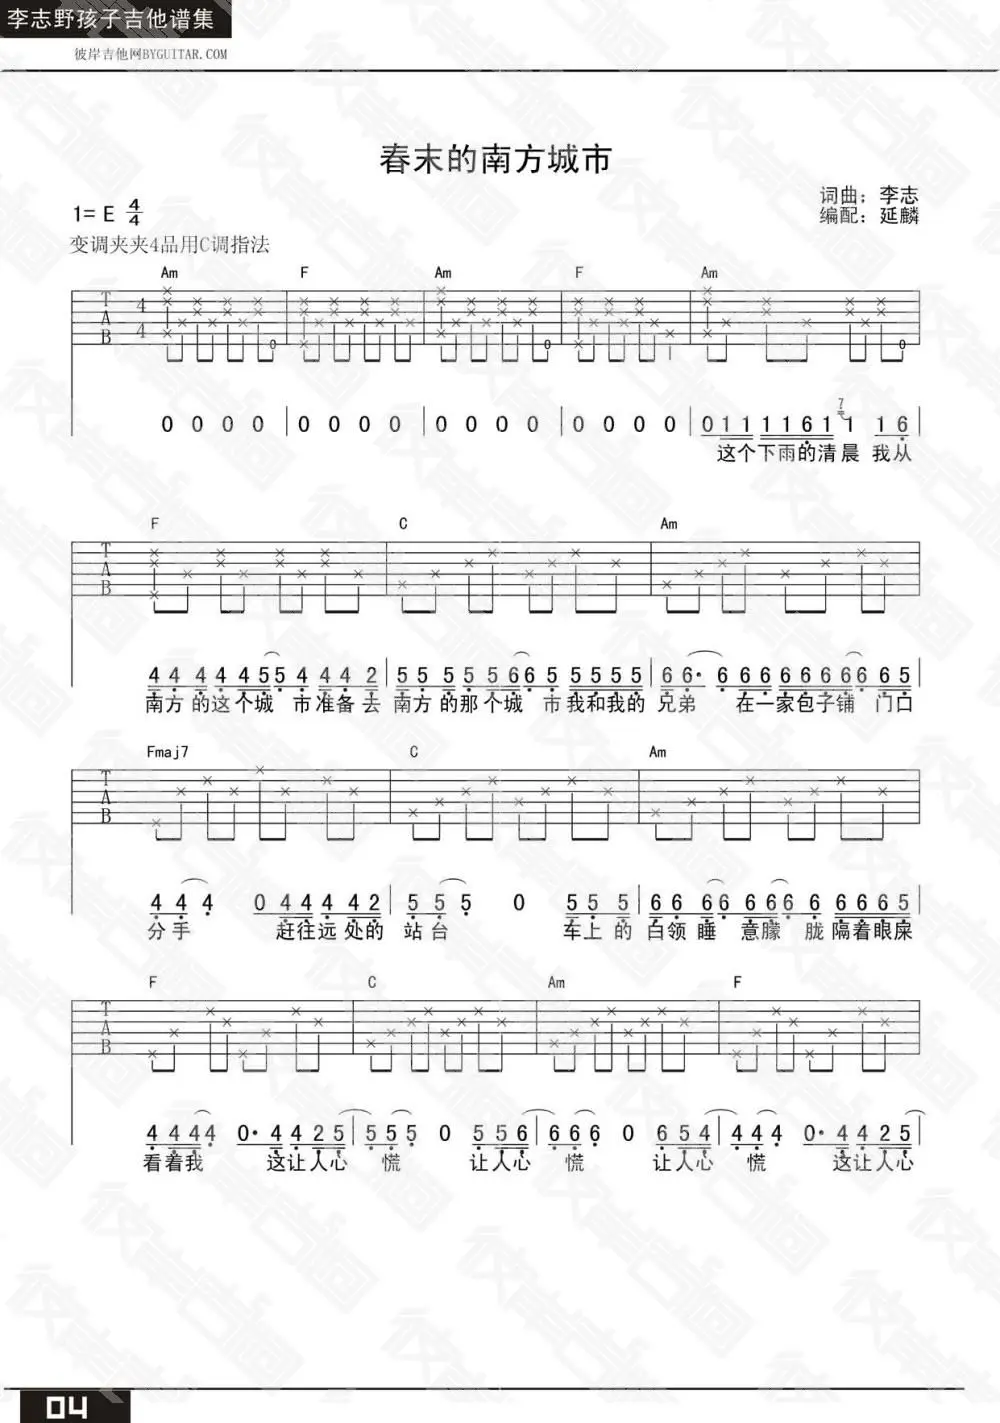 李志野孩子吉他谱集
彼岸吉他网BYGUITAR.COM
春末的南方城市
1= E 4/4
词曲：李志
编配：延麟
变调夹夹4品用C调指法
Am F Am F Am
T A B 4 4 0 0 0
0 0 0 0 | 0 0 0 0 | 0 0 0 0 | 0 0 0 0 | 0 1 1 1 1 6 1 7 1 1 6
这个下雨的清晨 我从
F C Am
T A B
4 4 4 4 4 5 5 4 4 4 2 | 5 5 5 5 5 6 6 5 5 5 5 5 | 6 6· 6 6 6 6 6 6 6 6 6 5
南方的这个城 市准备去 南方的那个城 市我和我的 兄弟 在一家包子铺 门口
Fmaj7 C Am
T A B
4 4 4 0 4 4 4 4 2 | 5 5 5 0 5 5 5 | 6 6 6 6 6 6 6 6 6 6 6 5
分手 赶往远处的 站台 车上的 白领睡 意朦 胧隔着眼屎
F C Am F
T A B
4 4 4 4 0· 4 4 2 5 | 5 5 5 0 5 5 6 | 6 6 6 0 6 5 4 | 4 4 4 0· 4 4 2 5
看着我 这让人心 慌 让人心 慌 让人心 慌 这让人心
04